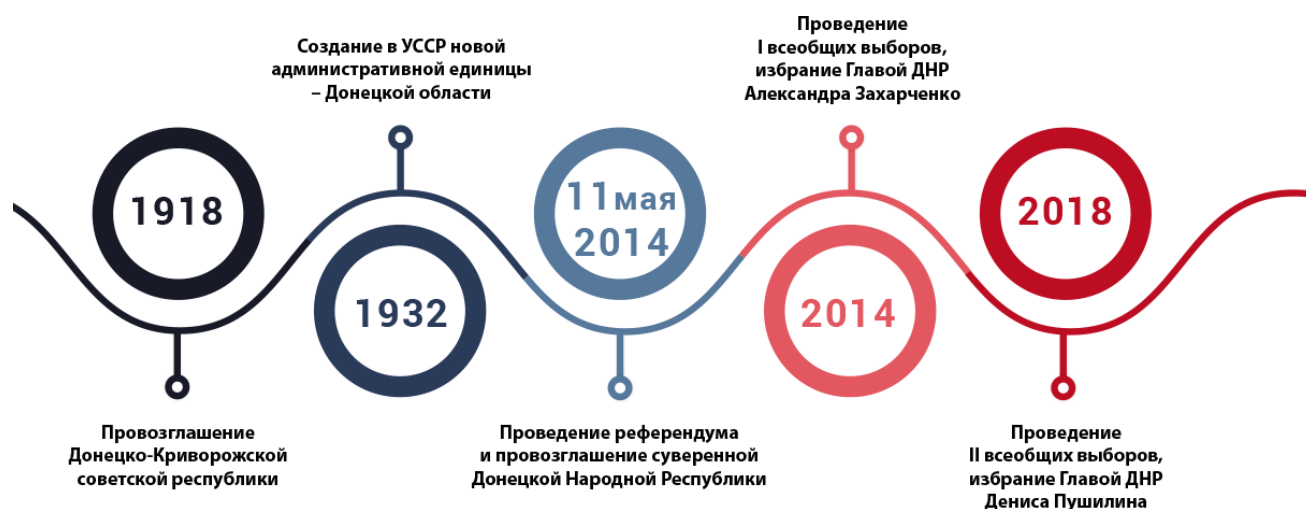 1918
Провозглашение
Донецко-Криворожской
советской республики
Создание в УССР новой
административной единицы
– Донецкой области
1932
11мая
2014
Проведение референдума
и провозглашение суверенной
Донецкой Народной Республики
Проведение
I всеобщих выборов,
избрание Главой ДНР
Александра Захарченко
2014
2018
Проведение
II всеобщих выборов,
избрание Главой ДНР
Дениса Пушилина